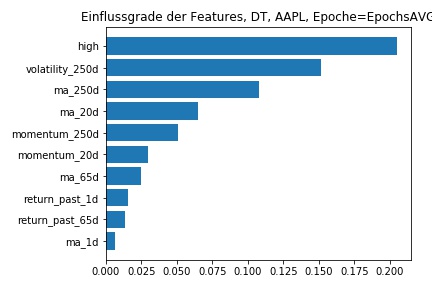 Einflussgrade der Features, DT, AAPL, Epoche=EpochsAVG
high
volatility_250d
ma_250d
ma_20d
momentum_250d
momentum_20d
ma_65d
return_past_1d
return_past_65d
ma_1d
0.000 0.025 0.050 0.075 0.100 0.125 0.150 0.175 0.200